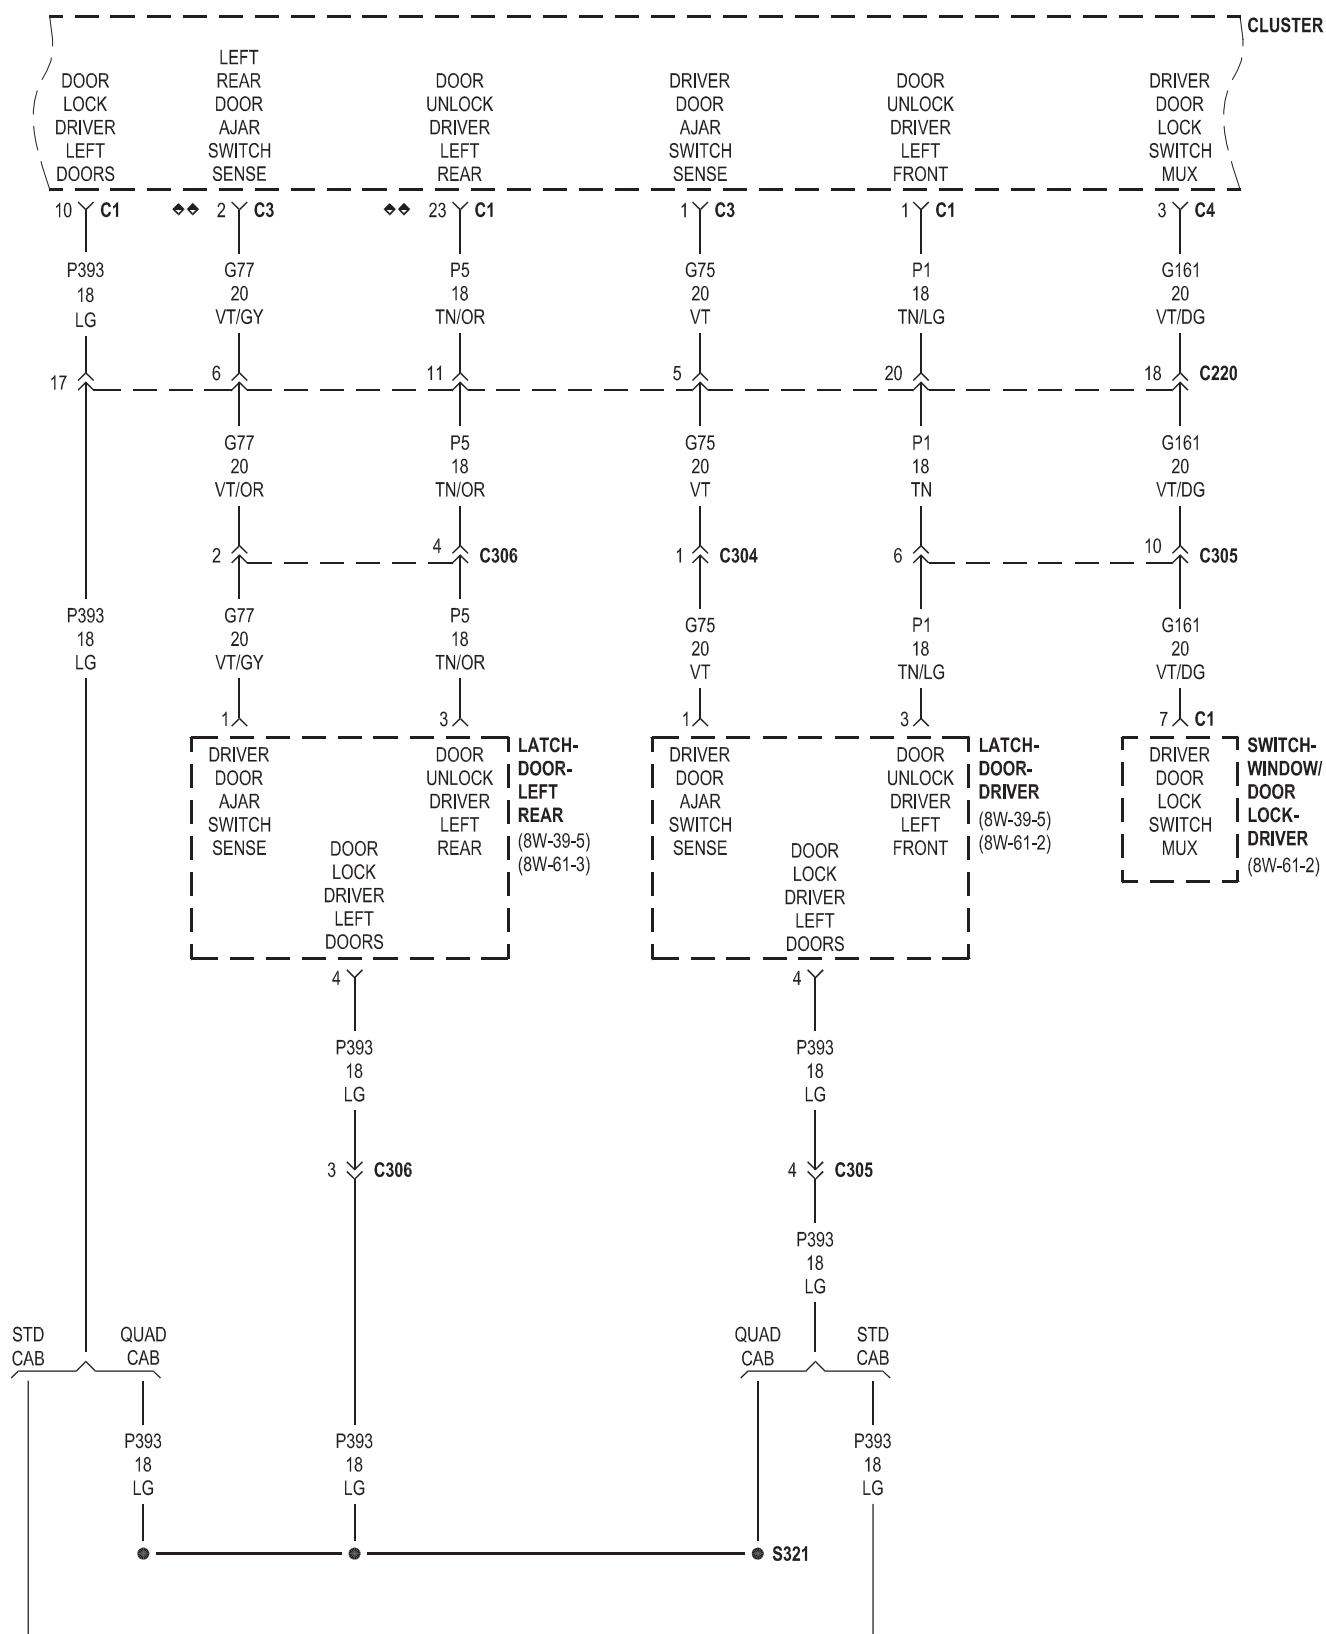 CLUSTER
DOOR
LOCK
DRIVER
LEFT
DOORS
LEFT
REAR
DOOR
AJAR
SWITCH
SENSE
DOOR
UNLOCK
DRIVER
LEFT
REAR
DRIVER
DOOR
AJAR
SWITCH
SENSE
DOOR
UNLOCK
DRIVER
LEFT
FRONT
DRIVER
DOOR
LOCK
SWITCH
MUX
10 C1
2 C3
23 C1
1 C3
1 C1
3 C4
P393
18
LG
G77
20
VT/GY
P5
18
TN/OR
G75
20
VT
P1
18
TN/LG
G161
20
VT/DG
17
6
11
5
20
18 C220
G77
20
VT/OR
P5
18
TN/OR
G75
20
VT
P1
18
TN
G161
20
VT/DG
2
4 C306
1 C304
6
10 C305
P393
18
LG
G77
20
VT/GY
P5
18
TN/OR
G75
20
VT
P1
18
TN/LG
G161
20
VT/DG
1
3
1
3
7 C1
DRIVER
DOOR
AJAR
SWITCH
SENSE
DOOR
LOCK
DRIVER
LEFT
DOORS
DOOR
UNLOCK
DRIVER
LEFT
REAR
LATCH-
DOOR-
LEFT
REAR
(8W-39-5)
(8W-61-3)
DRIVER
DOOR
AJAR
SWITCH
SENSE
DOOR
LOCK
DRIVER
LEFT
DOORS
DOOR
UNLOCK
DRIVER
LEFT
FRONT
LATCH-
DOOR-
DRIVER
(8W-39-5)
(8W-61-2)
DRIVER
DOOR
LOCK
SWITCH
MUX
SWITCH-
WINDOW/
DOOR
LOCK-
DRIVER
(8W-61-2)
4
4
P393
18
LG
P393
18
LG
3 C306
4 C305
P393
18
LG
STD
CAB
QUAD
CAB
QUAD
CAB
STD
CAB
P393
18
LG
P393
18
LG
P393
18
LG
S321